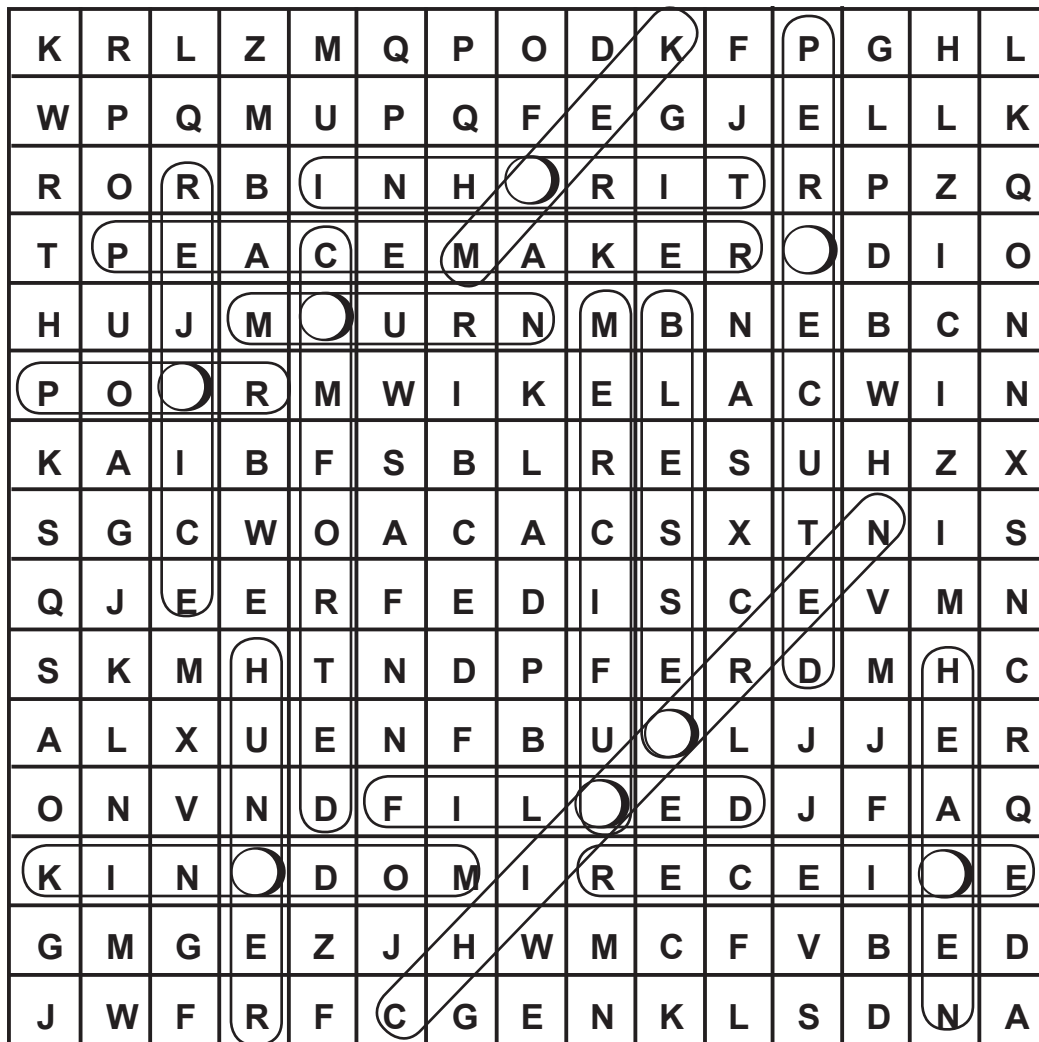 K R L Z M Q P O D K F P G H L
W P Q M U P Q F E G J E L L K
R O R B I N H R I T R P Z Q
T P E A C E M A K E R D I O
H U J M U R N M B N E B C N
P O R M W I K E L A C W I N
K A I B F S B L R E S U H Z X
S G C W O A C A C S X T N I S
Q J E E R F E D I S C E V M N
S K M H T N D P F E R D M H C
A L X U E N F B U L J J E R
O N V N D F I L E D J F A Q
K I N D O M I R E C E I E
G M G E Z J H W M C F V B E D
J W F R F C G E N K L S D N A